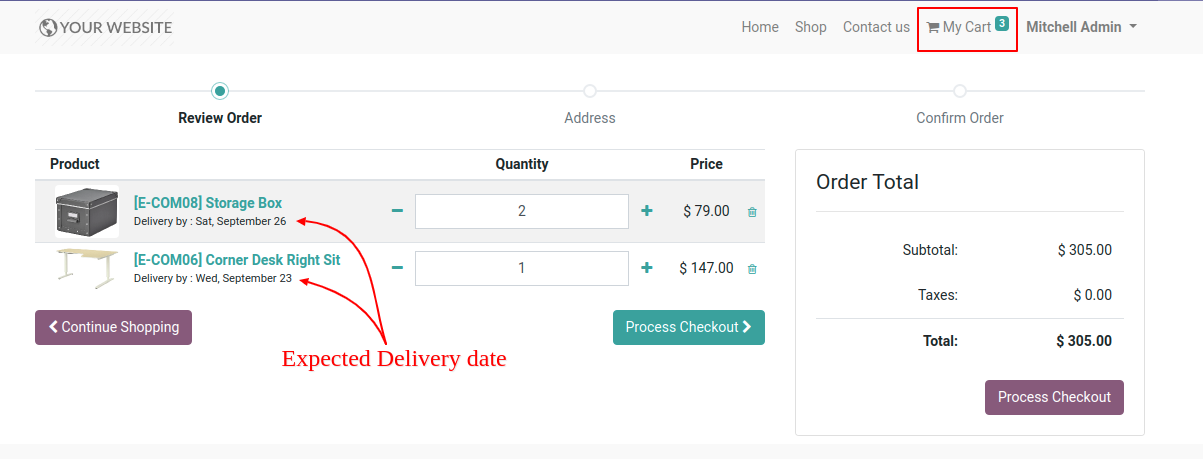 YOUR WEBSITE
Home Shop Contact us My Cart 3 Mitchell Admin
Review Order Address Confirm Order
Product Quantity Price
[E-COM08] Storage Box
Delivery by : Sat, September 26
2 $ 79.00
[E-COM06] Corner Desk Right Sit
Delivery by : Wed, September 23
1 $ 147.00
Continue Shopping Process Checkout
Expected Delivery date
Order Total
Subtotal: $ 305.00
Taxes: $ 0.00
Total: $ 305.00
Process Checkout